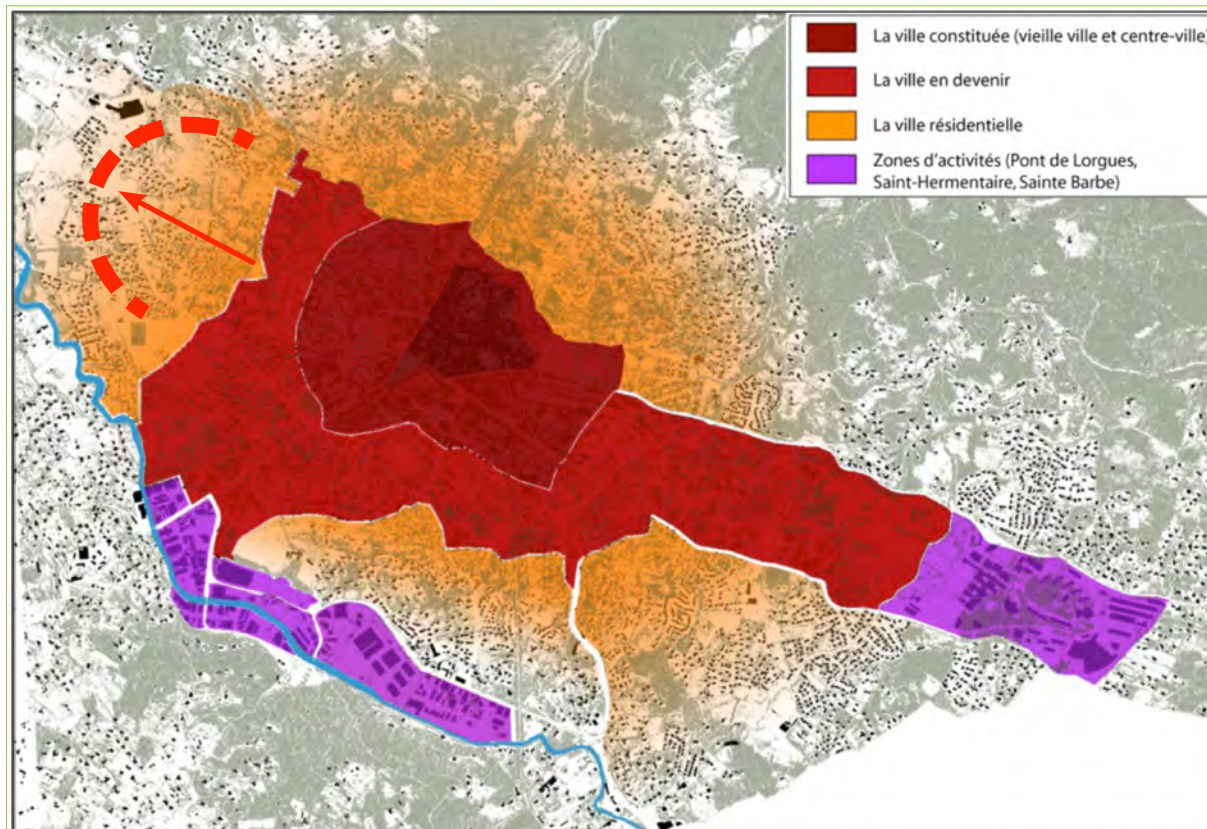 La ville constituée (vieille ville et centre-ville)
La ville en devenir
La ville résidentielle
Zones d'activités (Pont de Lorgues,
Saint-Hermentaire, Sainte Barbe)